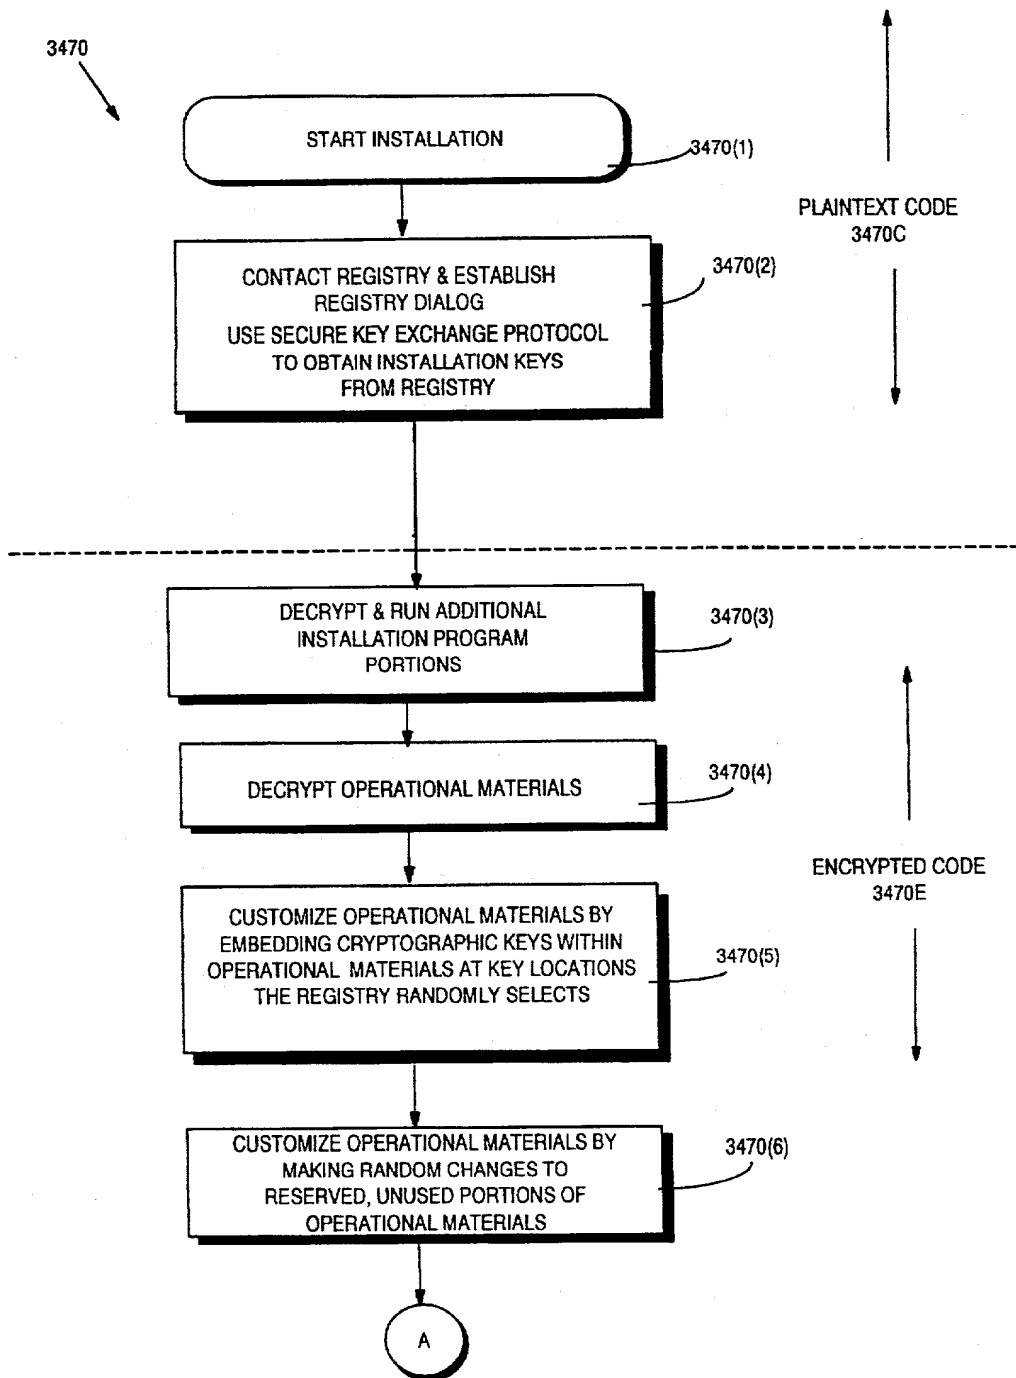 3470
START INSTALLATION
3470(1)
PLAINTEXT CODE
3470C
CONTACT REGISTRY & ESTABLISH
REGISTRY DIALOG
USE SECURE KEY EXCHANGE PROTOCOL
TO OBTAIN INSTALLATION KEYS
FROM REGISTRY
3470(2)
DECRYPT & RUN ADDITIONAL
INSTALLATION PROGRAM
PORTIONS
3470(3)
DECRYPT OPERATIONAL MATERIALS
3470(4)
ENCRYPTED CODE
3470E
CUSTOMIZE OPERATIONAL MATERIALS BY
EMBEDDING CRYPTOGRAPHIC KEYS WITHIN
OPERATIONAL MATERIALS AT KEY LOCATIONS
THE REGISTRY RANDOMLY SELECTS
3470(5)
CUSTOMIZE OPERATIONAL MATERIALS BY
MAKING RANDOM CHANGES TO
RESERVED, UNUSED PORTIONS OF
OPERATIONAL MATERIALS
3470(6)
A